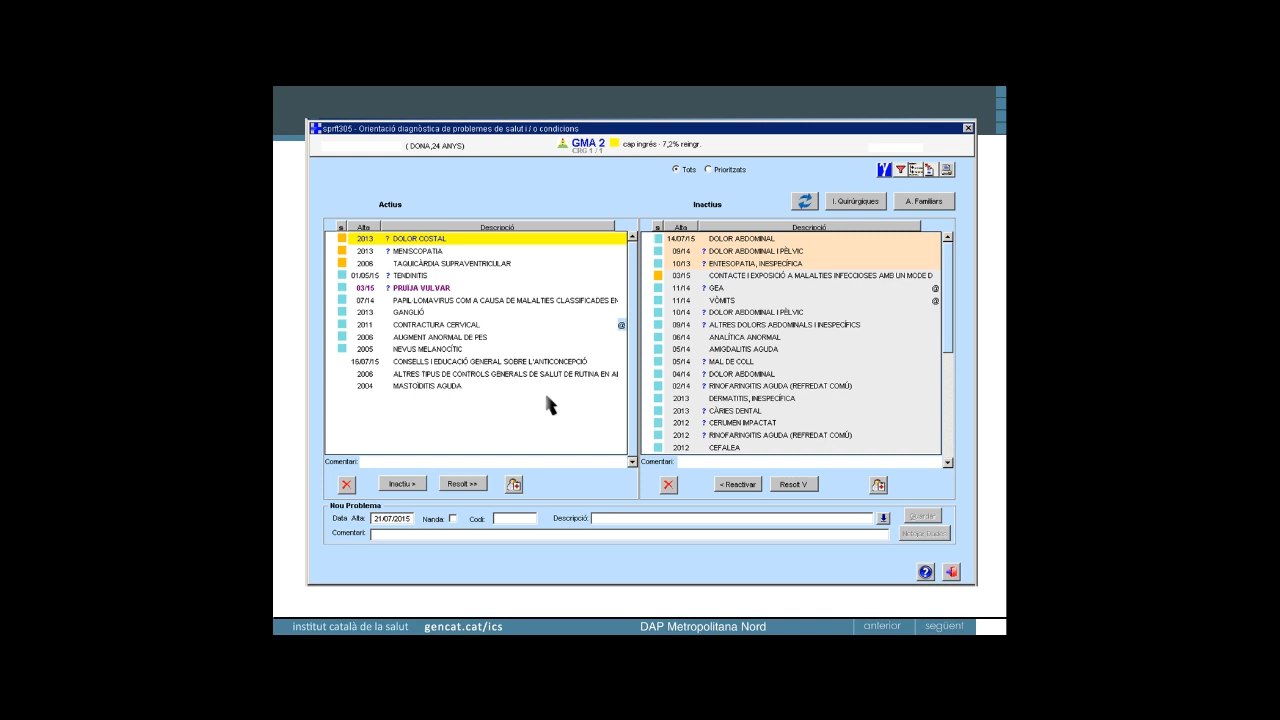 sprft305 - Orientació diagnòstica de problemes de salut i / o condicions
( DONA,24 ANYS)
GMA 2
CRG 1 / 1
cap ingrés · 7,2% reingr.
Tots Prioritzats
I. Quirúrgiques A. Familiars
Actius
s Alta Descripció
2013 ? DOLOR COSTAL
2013 ? MENISCOPATIA
2006 TAQUICÀRDIA SUPRAVENTRICULAR
01/05/15 ? TENDINITIS
03/15 ? PRUÏJA VULVAR
07/14 PAPIL·LOMAVIRUS COM A CAUSA DE MALALTIES CLASSIFICADES EN
2013 GANGLIÓ
2011 CONTRACTURA CERVICAL @
2006 AUGMENT ANORMAL DE PES
2005 NEVUS MELANOCÍTIC
16/07/15 CONSELLS I EDUCACIÓ GENERAL SOBRE L'ANTICONCEPCIÓ
2006 ALTRES TIPUS DE CONTROLS GENERALS DE SALUT DE RUTINA EN AL
2004 MASTOÏDITIS AGUDA
Comentari:
Inactiu > Resolt >>
Inactius
s Alta Descripció
14/07/15 DOLOR ABDOMINAL
09/14 ? DOLOR ABDOMINAL I PÈLVIC
10/13 ? ENTESOPATIA, INESPECÍFICA
03/15 CONTACTE I EXPOSICIÓ A MALALTIES INFECCIOSES AMB UN MODE D
11/14 ? GEA @
11/14 VÒMITS @
10/14 ? DOLOR ABDOMINAL I PÈLVIC
09/14 ? ALTRES DOLORS ABDOMINALS I INESPECÍFICS
06/14 ANALÍTICA ANORMAL
05/14 AMIGDALITIS AGUDA
05/14 ? MAL DE COLL
04/14 ? DOLOR ABDOMINAL
02/14 ? RINOFARINGITIS AGUDA (REFREDAT COMÚ)
2013 DERMATITIS, INESPECÍFICA
2013 ? CÀRIES DENTAL
2012 ? CERUMEN IMPACTAT
2012 ? RINOFARINGITIS AGUDA (REFREDAT COMÚ)
2012 CEFALEA
Comentari:
< Reactivar Resolt V
Nou Problema
Data Alta: 21/07/2015 Nanda: Codi: Descripció: Guardar
Comentari: Netejar Dades
institut català de la salut gencat.cat/ics DAP Metropolitana Nord anterior següent